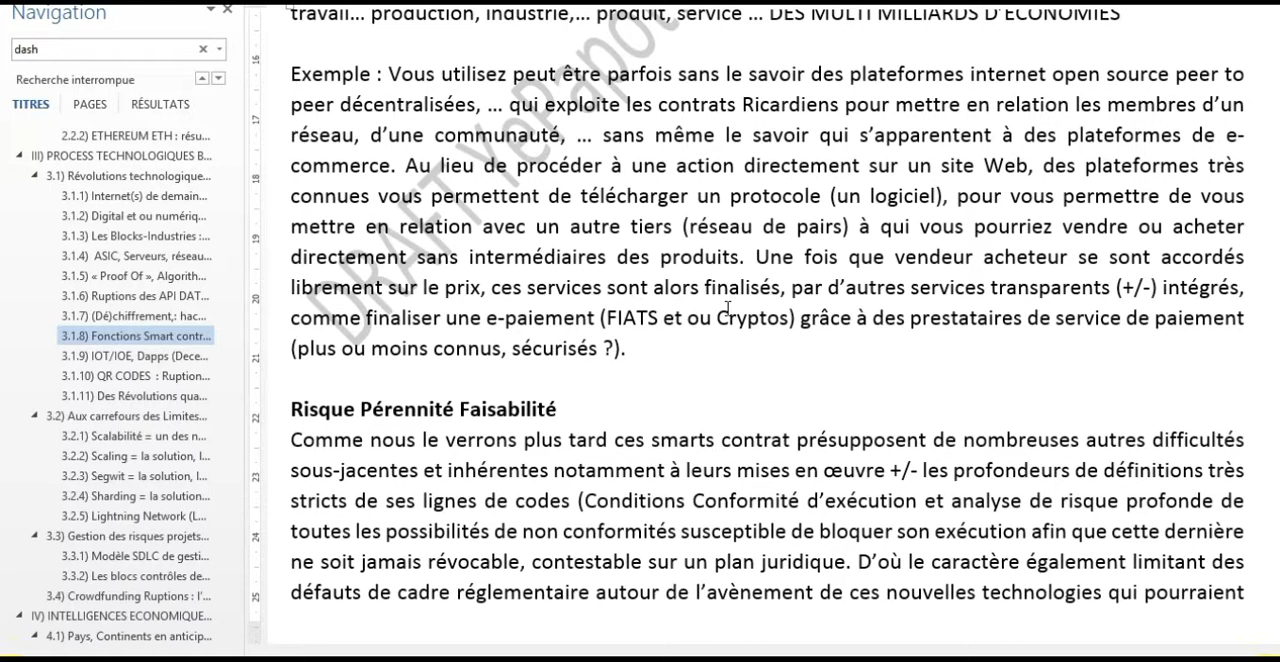 Navigation
dash
Recherche interrompue
TITRES PAGES RÉSULTATS
2.2.2) ETHEREUM ETH : résu...
III) PROCESS TECHNOLOGIQUES B...
3.1) Révolutions technologique...
3.1.1) Internet(s) de demain...
3.1.2) Digital et ou numériq...
3.1.3) Les Blocks-Industries :...
3.1.4) ASIC, Serveurs, réseau...
3.1.5) « Proof Of », Algorith...
3.1.6) Ruptions des API DAT...
3.1.7) (Dé)chiffrement,: hac...
3.1.8) Fonctions Smart contr...
3.1.9) IOT/IOE, Dapps (Dece...
3.1.10) QR CODES : Ruption...
3.1.11) Des Révolutions qua...
3.2) Aux carrefours des Limites...
3.2.1) Scalabilité = un des n...
3.2.2) Scaling = la solution, l...
3.2.3) Segwit = la solution, l...
3.2.4) Sharding = la solution...
3.2.5) Lightning Network (L...
3.3) Gestion des risques projets...
3.3.1) Modèle SDLC de gesti...
3.3.2) Les blocs contrôles de...
3.4) Crowdfunding Ruptions : l'...
IV) INTELLIGENCES ECONOMIQUE...
4.1) Pays, Continents en anticip...
16
17
18
19
20
21
22
23
24
25
travail... production, industrie,... produit, service ... DES MULTI MILLIARDS D'ECONOMIES
Exemple : Vous utilisez peut être parfois sans le savoir des plateformes internet open source peer to
peer décentralisées, ... qui exploite les contrats Ricardiens pour mettre en relation les membres d'un
réseau, d'une communauté, ... sans même le savoir qui s'apparentent à des plateformes de e-
commerce. Au lieu de procéder à une action directement sur un site Web, des plateformes très
connues vous permettent de télécharger un protocole (un logiciel), pour vous permettre de vous
mettre en relation avec un autre tiers (réseau de pairs) à qui vous pourriez vendre ou acheter
directement sans intermédiaires des produits. Une fois que vendeur acheteur se sont accordés
librement sur le prix, ces services sont alors finalisés, par d'autres services transparents (+/-) intégrés,
comme finaliser une e-paiement (FIATS et ou Cryptos) grâce à des prestataires de service de paiement
(plus ou moins connus, sécurisés ?).
Risque Pérennité Faisabilité
Comme nous le verrons plus tard ces smarts contrat présupposent de nombreuses autres difficultés
sous-jacentes et inhérentes notamment à leurs mises en œuvre +/- les profondeurs de définitions très
stricts de ses lignes de codes (Conditions Conformité d'exécution et analyse de risque profonde de
toutes les possibilités de non conformités susceptible de bloquer son exécution afin que cette dernière
ne soit jamais révocable, contestable sur un plan juridique. D'où le caractère également limitant des
défauts de cadre réglementaire autour de l'avènement de ces nouvelles technologies qui pourraient
DRAFT YePapot